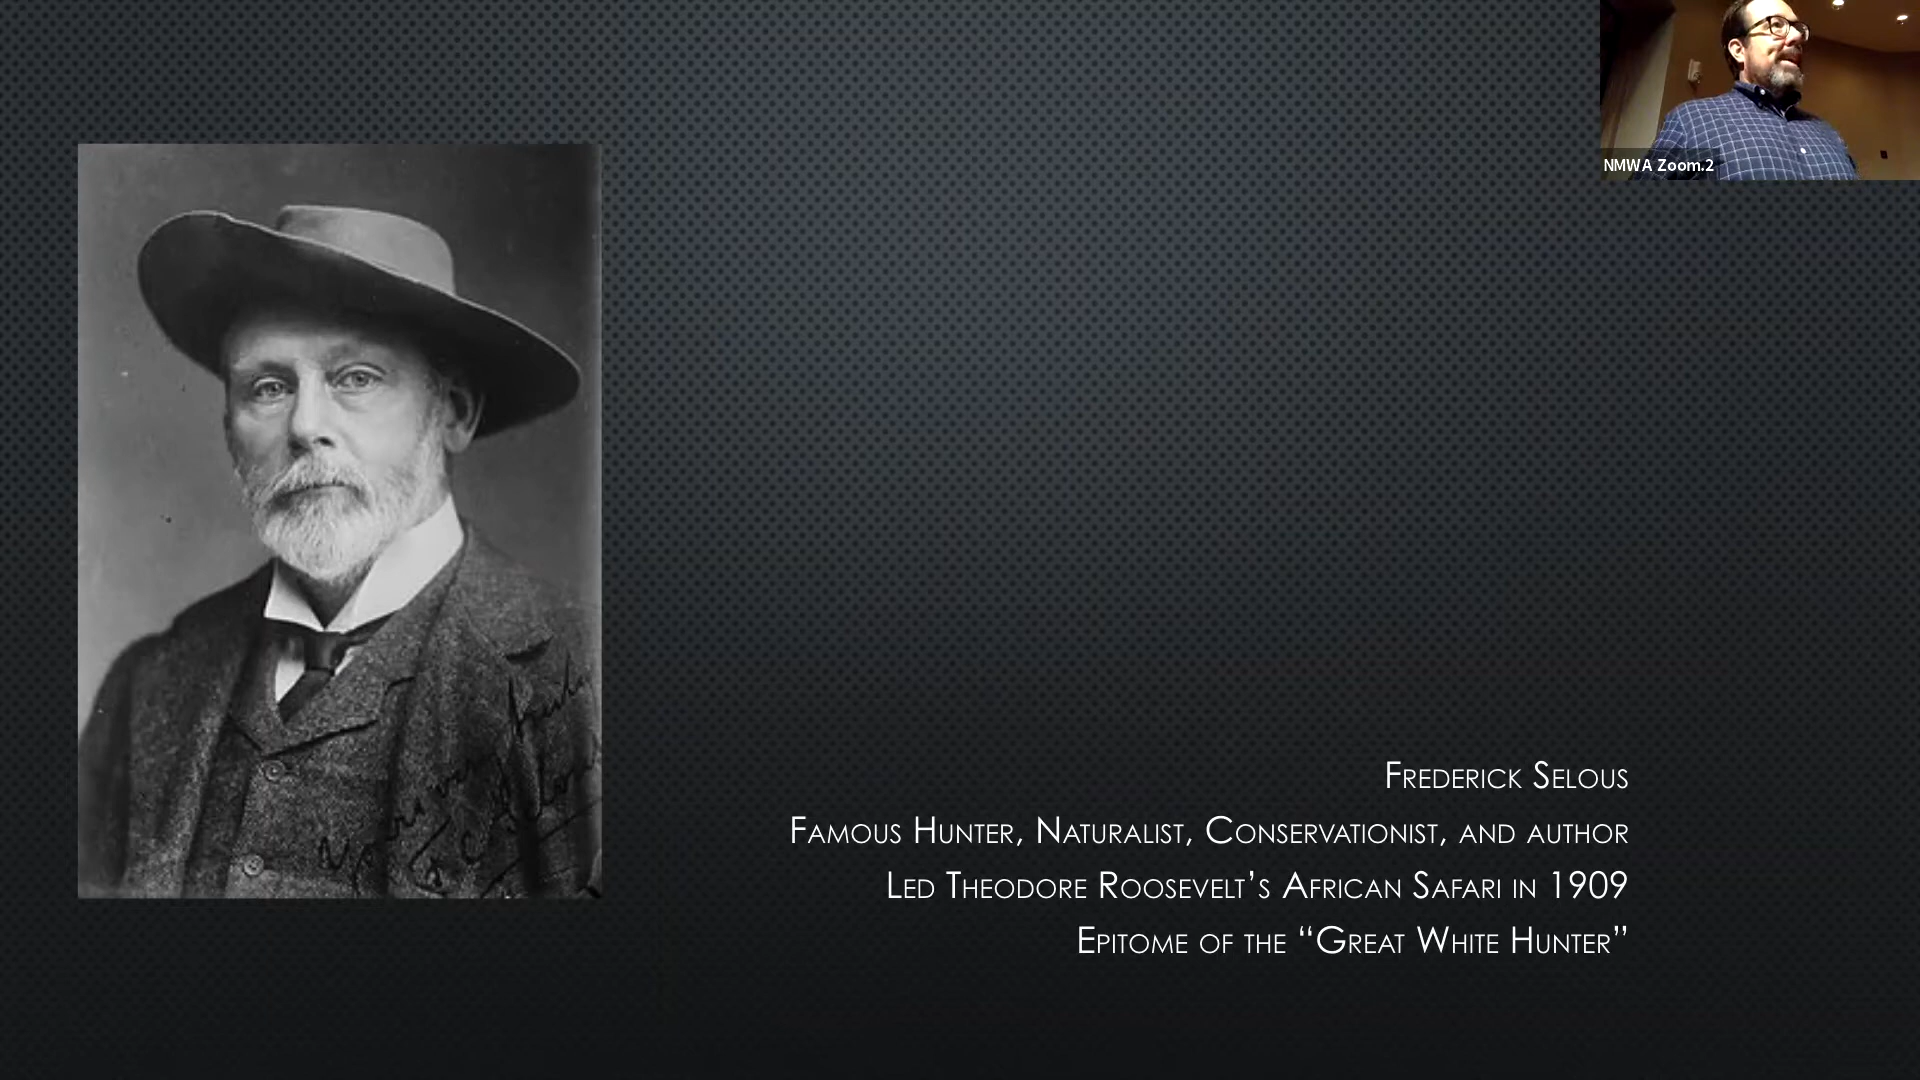 NMWA Zoom.2
Frederick Selous
Famous Hunter, Naturalist, Conservationist, and author
Led Theodore Roosevelt’s African Safari in 1909
Epitome of the “Great White Hunter”